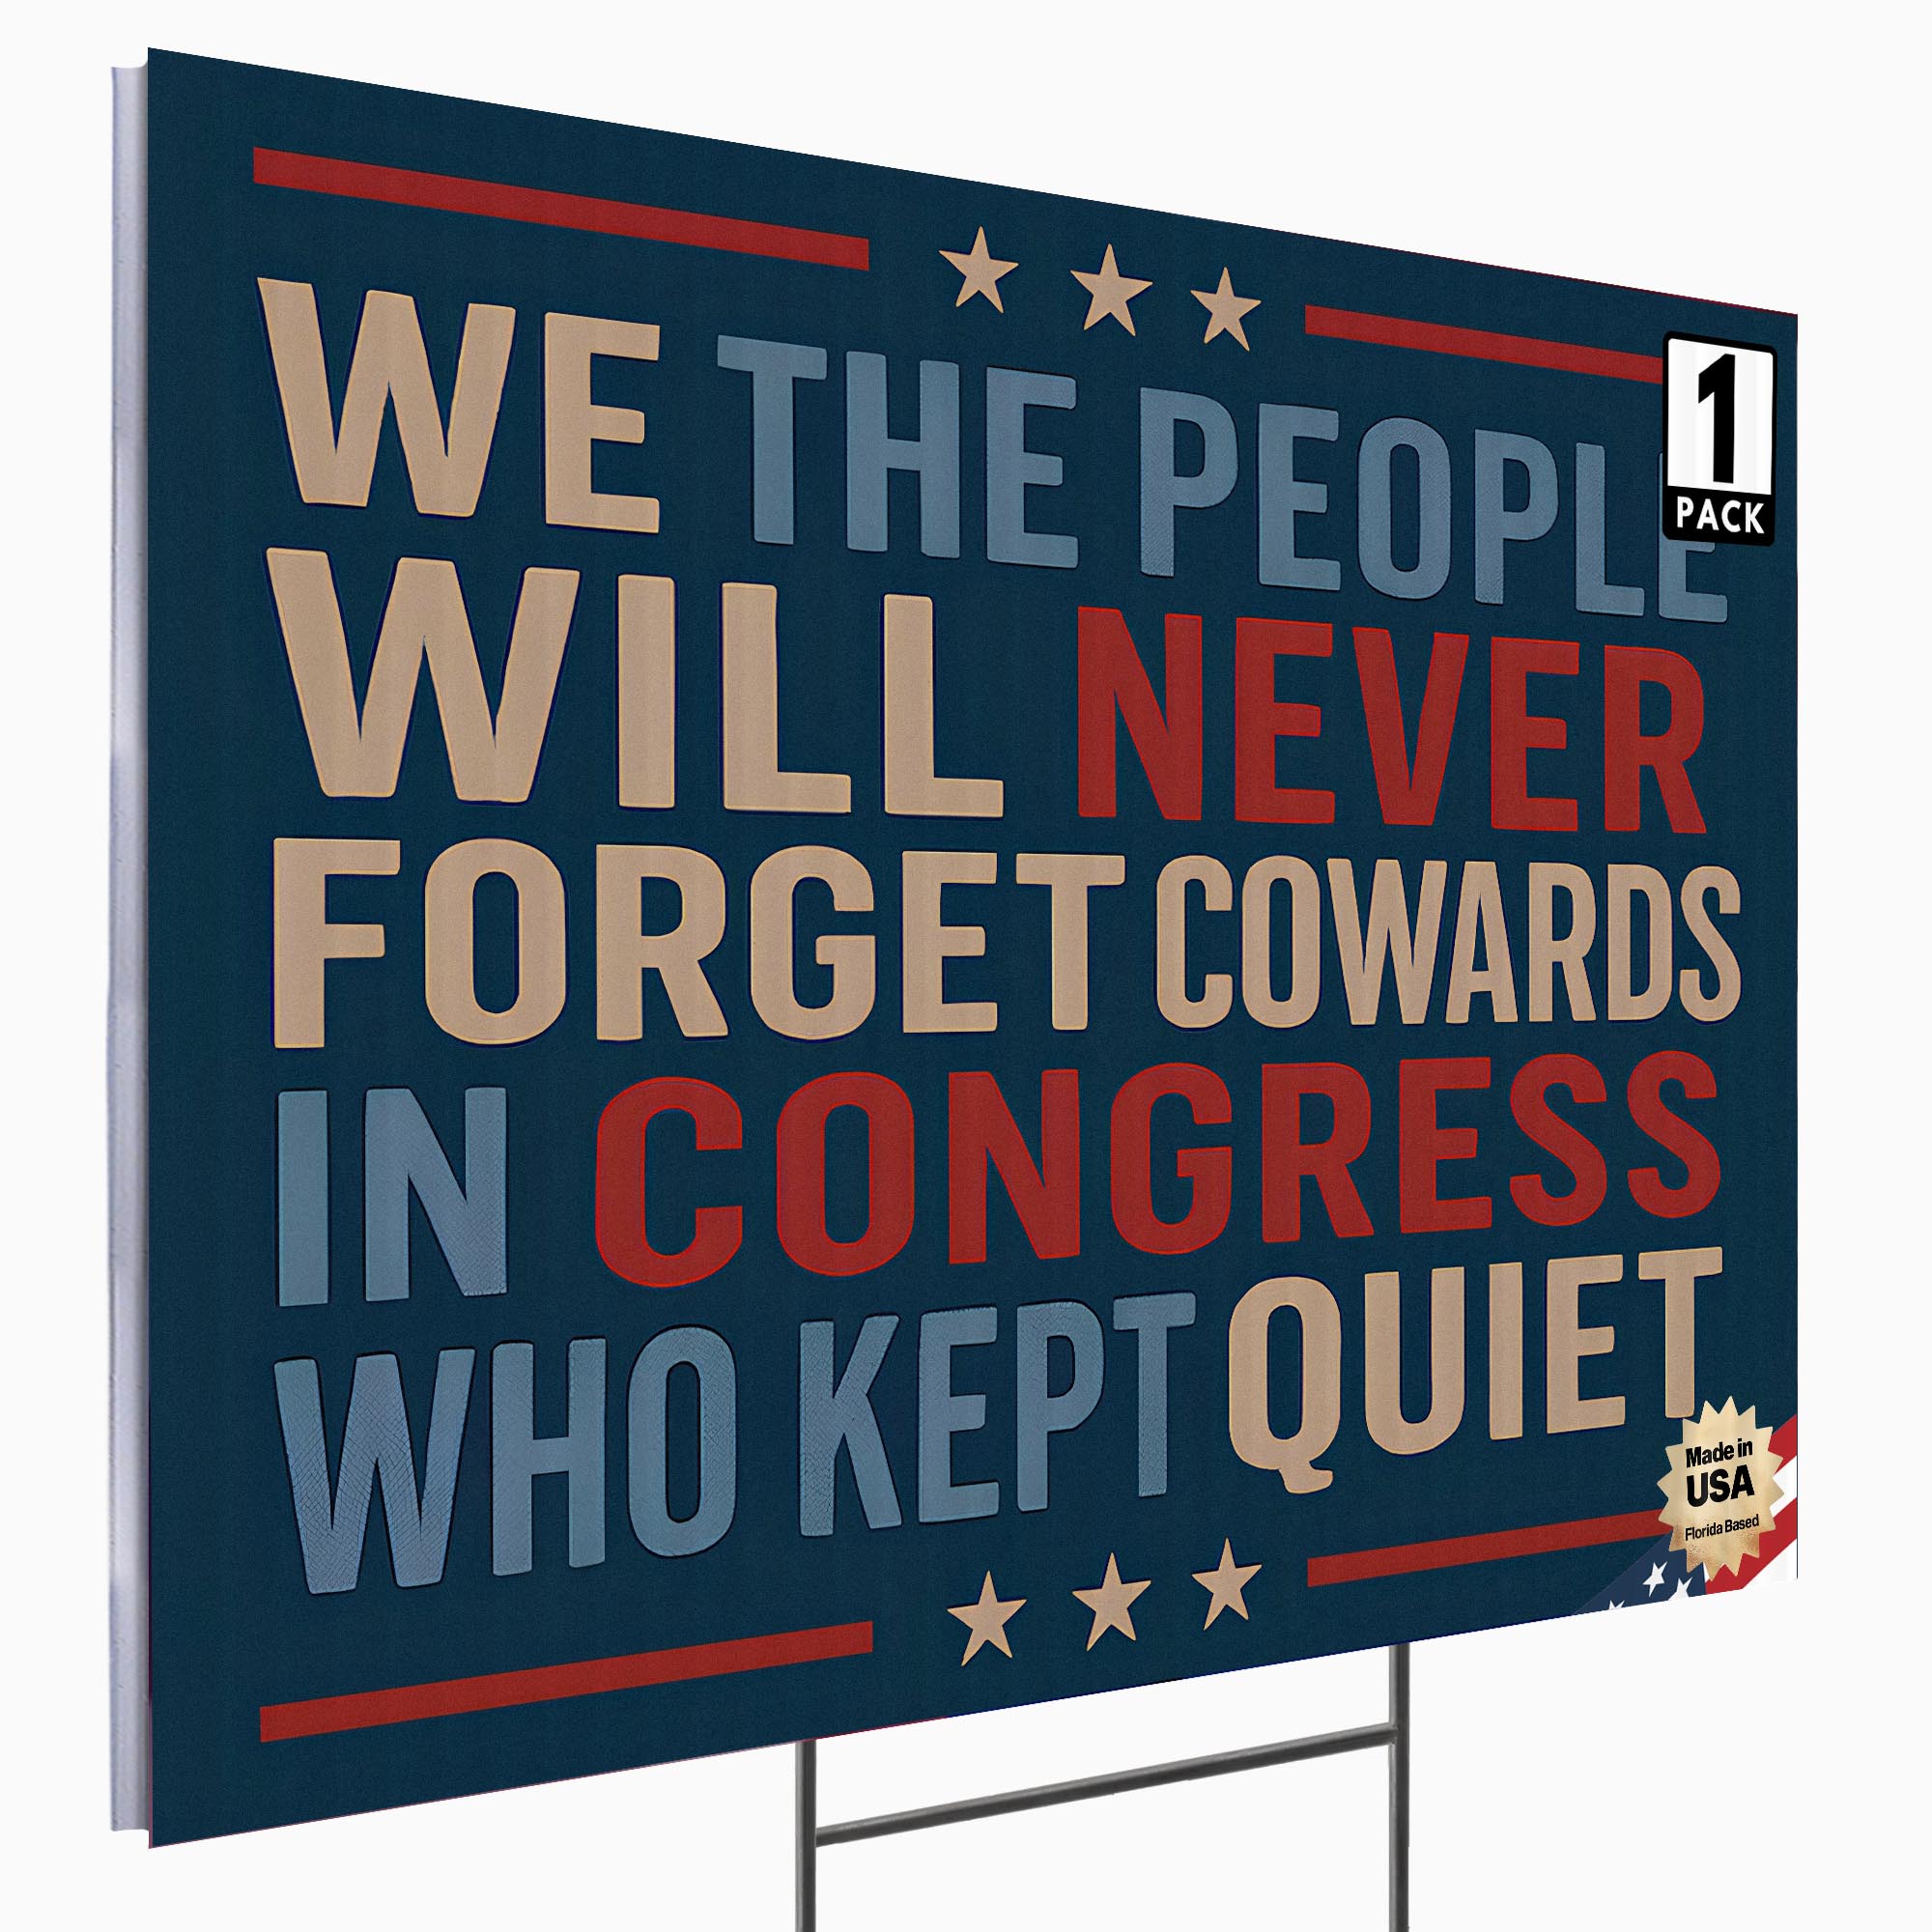 WE THE PEOPLE
WILL NEVER
FORGET COWARDS
IN CONGRESS
WHO KEPT QUIET
1
PACK
Made in
USA
Florida Based